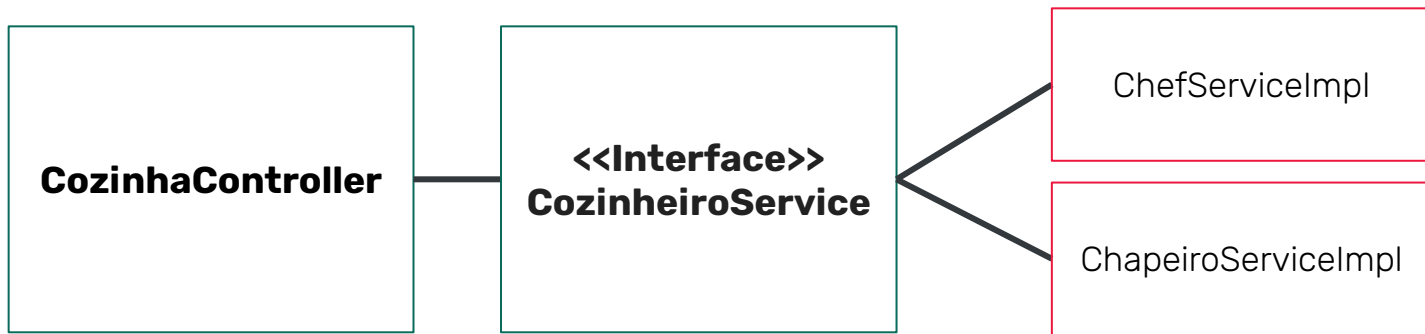 CozinhaController
<<Interface>>
CozinheiroService
ChefServiceImpl
ChapeiroServiceImpl